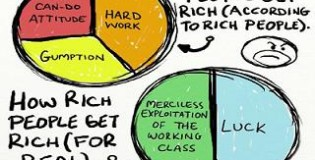 CAN-DO
ATTITUDE
HARD
WORK
GUMPTION
RICH (ACCORDING
TO RICH PEOPLE).
HOW RICH
PEOPLE GET
RICH (FOR
MERCILESS
EXPLOITATION
OF THE
WORKING
CLASS
LUCK